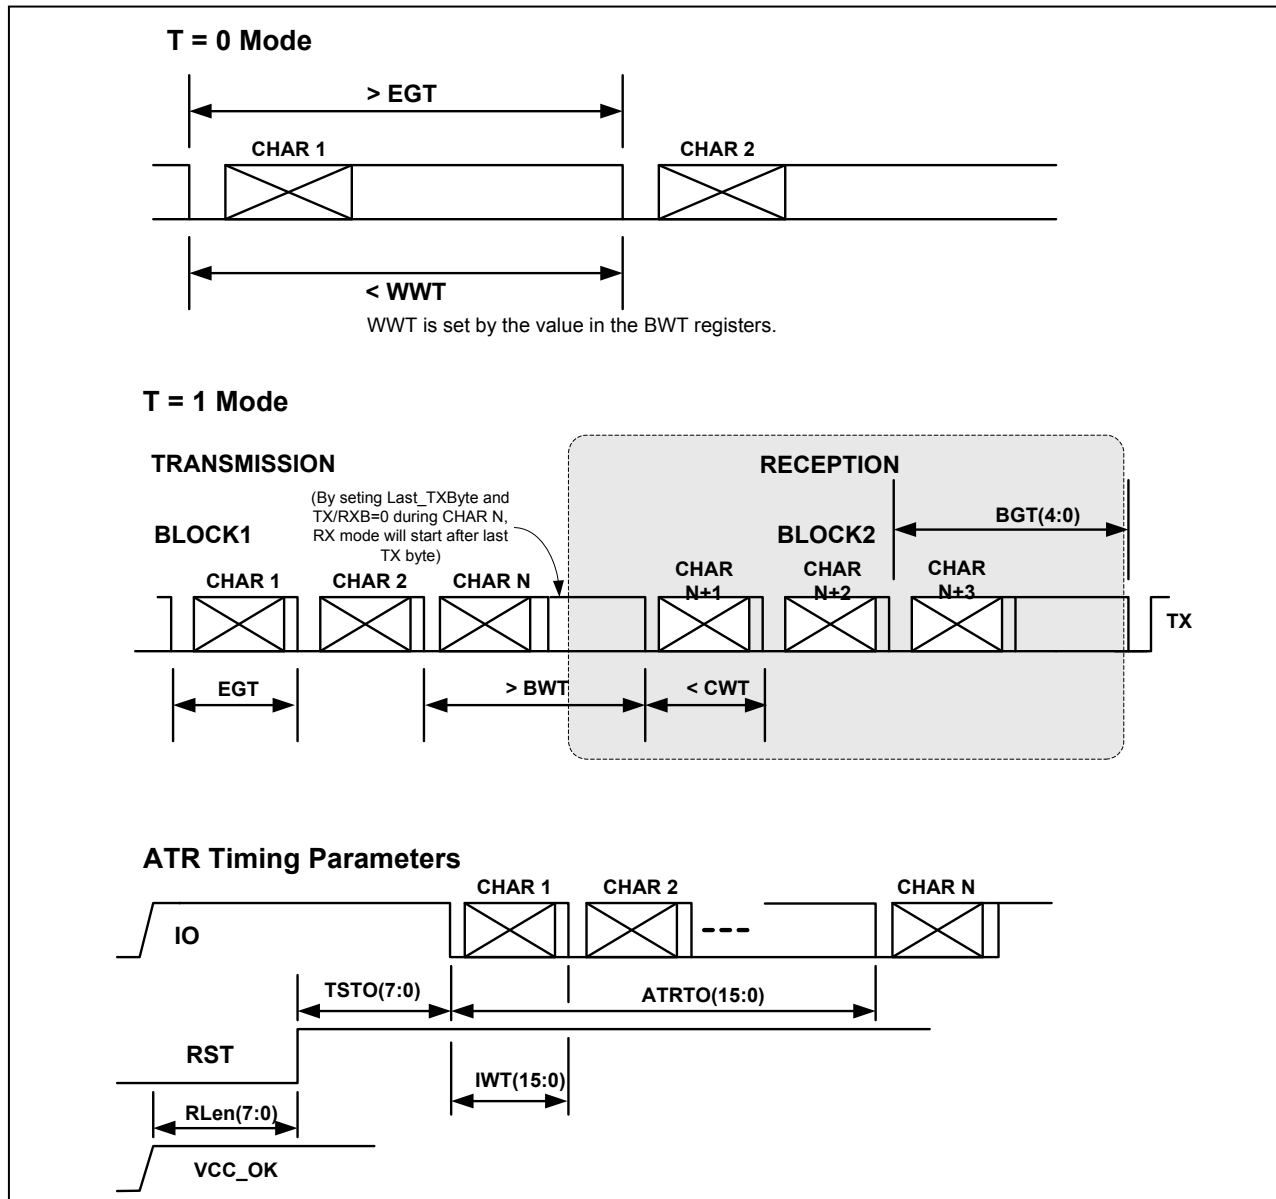 T = 0 Mode
> EGT
CHAR 1
CHAR 2
< WWT
WWT is set by the value in the BWT registers.
T = 1 Mode
TRANSMISSION
RECEPTION
(By seting Last_TXByte and
TX/RXB=0 during CHAR N,
RX mode will start after last
TX byte)
BGT(4:0)
BLOCK1
BLOCK2
CHAR 1
CHAR 2
CHAR N
CHAR
N+1
CHAR
N+2
CHAR
N+3
TX
EGT
> BWT
< CWT
ATR Timing Parameters
CHAR 1
CHAR 2
CHAR N
IO
TSTO(7:0)
ATRTO(15:0)
RST
IWT(15:0)
RLen(7:0)
VCC_OK